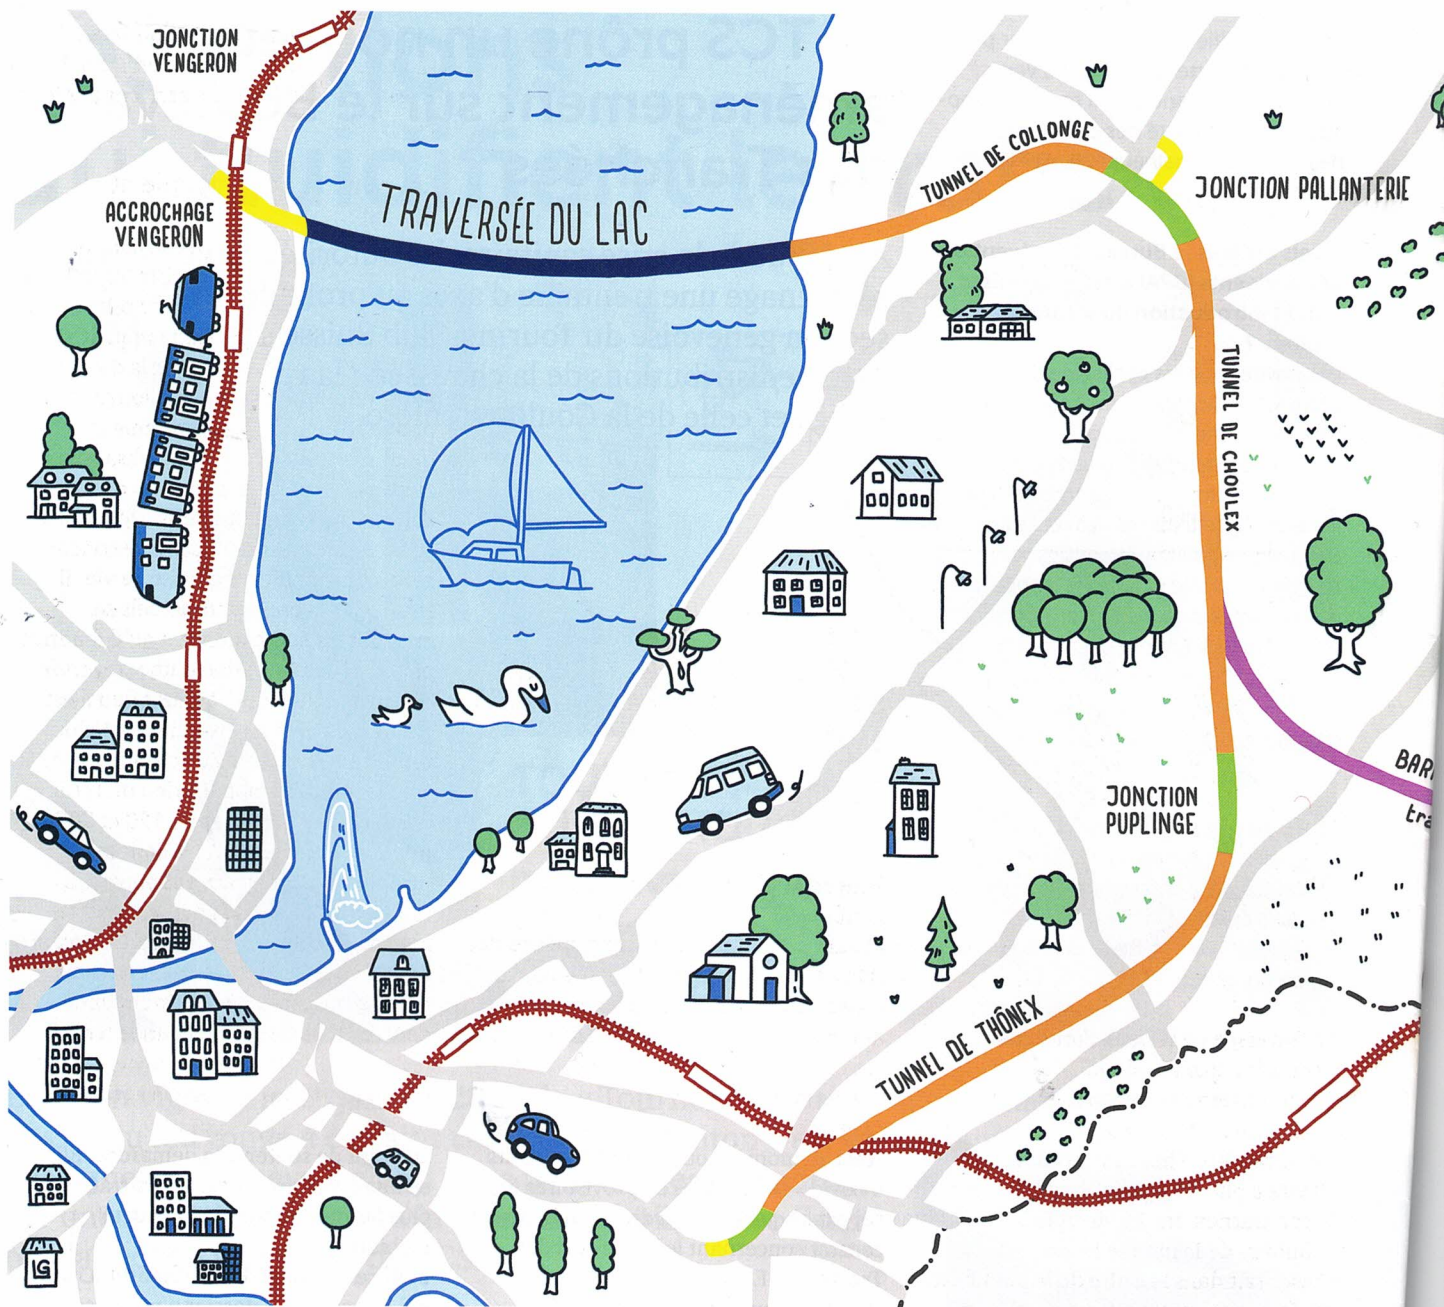 JONCTION
VENGERON
TUNNEL DE COLLONGE
JONCTION PALLANTERIE
ACCROCHAGE
VENGERON
TRAVERSÉE DU LAC
TUNNEL DE CHOULEX
JONCTION
PUPLINGE
TUNNEL DE THÔNEX
LG